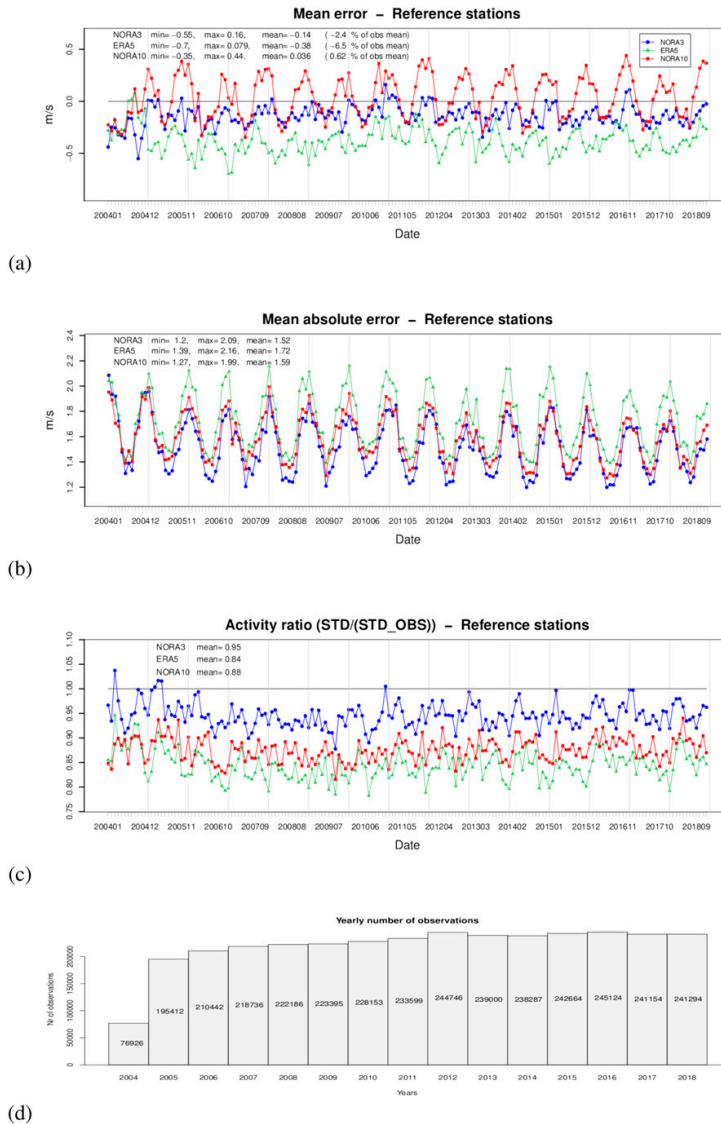 Mean error − Reference stations
NORA3 min= −0.55, max= 0.16, mean= −0.14 ( −2.4 % of obs mean)
ERA5 min= −0.7, max= 0.079, mean= −0.38 ( −6.5 % of obs mean)
NORA10 min= −0.35, max= 0.44, mean= 0.036 ( 0.62 % of obs mean)
NORA3
ERA5
NORA10
0.5
0.0
−0.5
m/s
200401 200412 200511 200610 200709 200808 200907 201006 201105 201204 201303 201402 201501 201512 201611 201710 201809
Date
(a)
Mean absolute error − Reference stations
NORA3 min= 1.2, max= 2.09, mean= 1.52
ERA5 min= 1.39, max= 2.16, mean= 1.72
NORA10 min= 1.27, max= 1.99, mean= 1.59
2.4
2.2
2.0
1.8
1.6
1.4
1.2
m/s
200401 200412 200511 200610 200709 200808 200907 201006 201105 201204 201303 201402 201501 201512 201611 201710 201809
Date
(b)
Activity ratio (STD/(STD_OBS)) − Reference stations
NORA3 mean= 0.95
ERA5 mean= 0.84
NORA10 mean= 0.88
1.10
1.05
1.00
0.95
0.90
0.85
0.80
0.75
200401 200412 200511 200610 200709 200808 200907 201006 201105 201204 201303 201402 201501 201512 201611 201710 201809
Date
(c)
Yearly number of observations
Nr of observations
200000
150000
100000
50000
0
76926 195412 210442 218736 222186 223395 228153 233599 244746 239000 238287 242664 245124 241154 241294
2004 2005 2006 2007 2008 2009 2010 2011 2012 2013 2014 2015 2016 2017 2018
Years
(d)